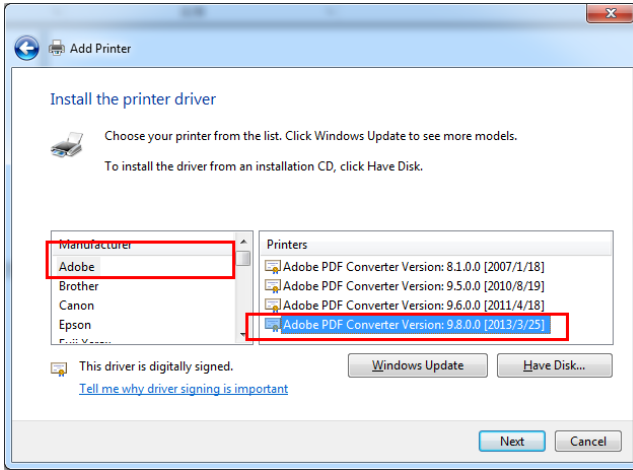 Add Printer
Install the printer driver
Choose your printer from the list. Click Windows Update to see more models.
To install the driver from an installation CD, click Have Disk.
Manufacturer
Adobe
Brother
Canon
Epson
Fuji Xerox
Printers
Adobe PDF Converter Version: 8.1.0.0 [2007/1/18]
Adobe PDF Converter Version: 9.5.0.0 [2010/8/19]
Adobe PDF Converter Version: 9.6.0.0 [2011/4/18]
Adobe PDF Converter Version: 9.8.0.0 [2013/3/25]
This driver is digitally signed.
Tell me why driver signing is important
Windows Update
Have Disk...
Next
Cancel